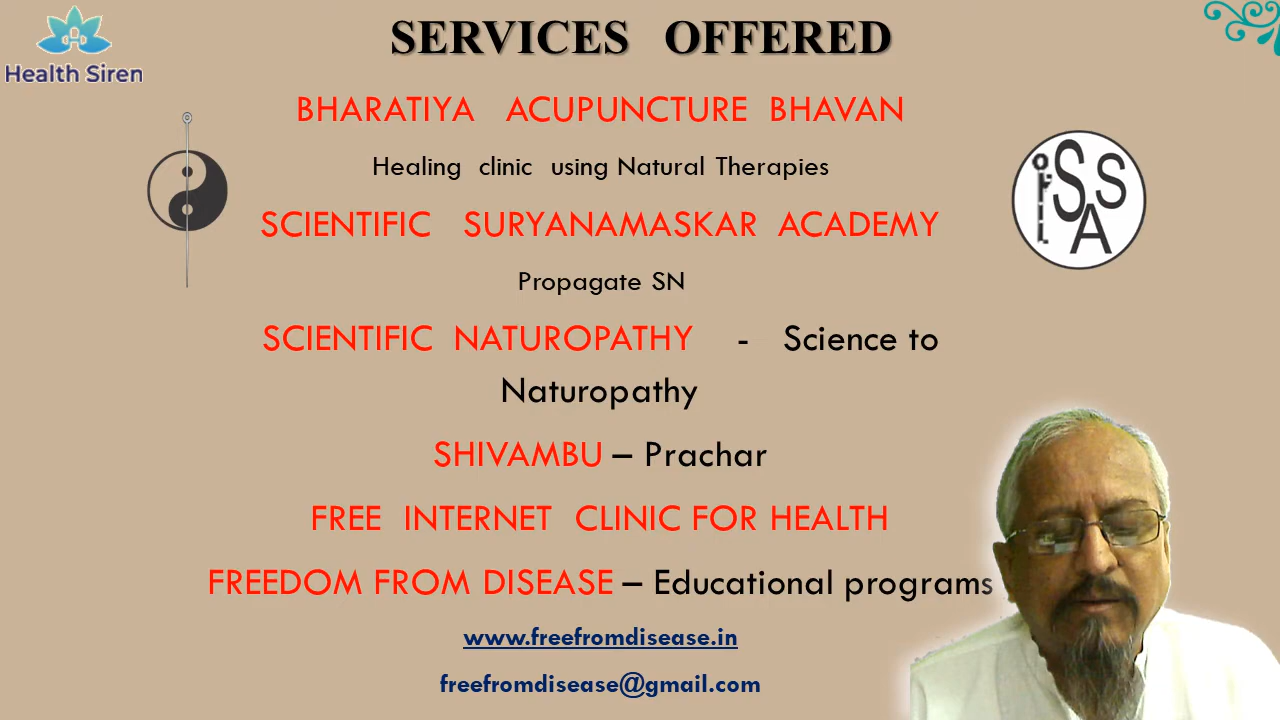 Health Siren
SERVICES OFFERED
BHARATIYA ACUPUNCTURE BHAVAN
Healing clinic using Natural Therapies
SCIENTIFIC SURYANAMASKAR ACADEMY
Propagate SN
SCIENTIFIC NATUROPATHY - Science to
Naturopathy
SHIVAMBU – Prachar
FREE INTERNET CLINIC FOR HEALTH
FREEDOM FROM DISEASE – Educational programs
www.freefromdisease.in
freefromdisease@gmail.com
SSA